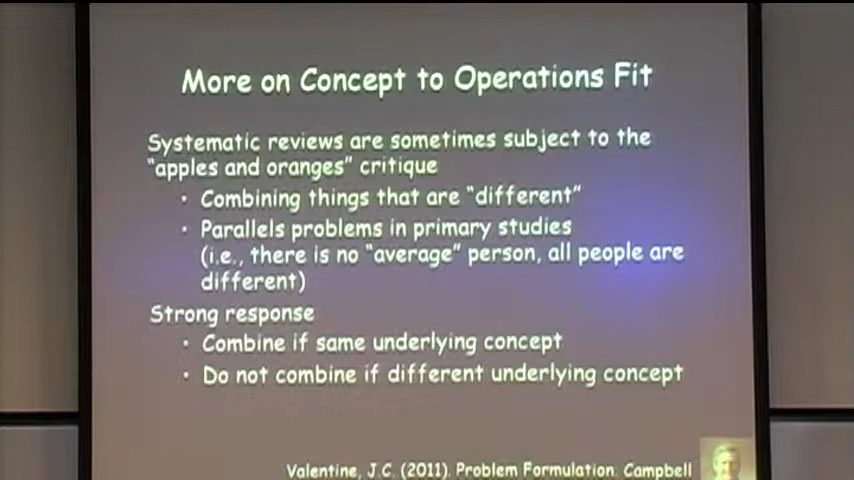 More on Concept to Operations Fit
Systematic reviews are sometimes subject to the
"apples and oranges" critique
• Combining things that are "different"
• Parallels problems in primary studies
(i.e., there is no "average" person, all people are
different)
Strong response
• Combine if same underlying concept
• Do not combine if different underlying concept
Valentine, J.C. (2011). Problem Formulation. Campbell